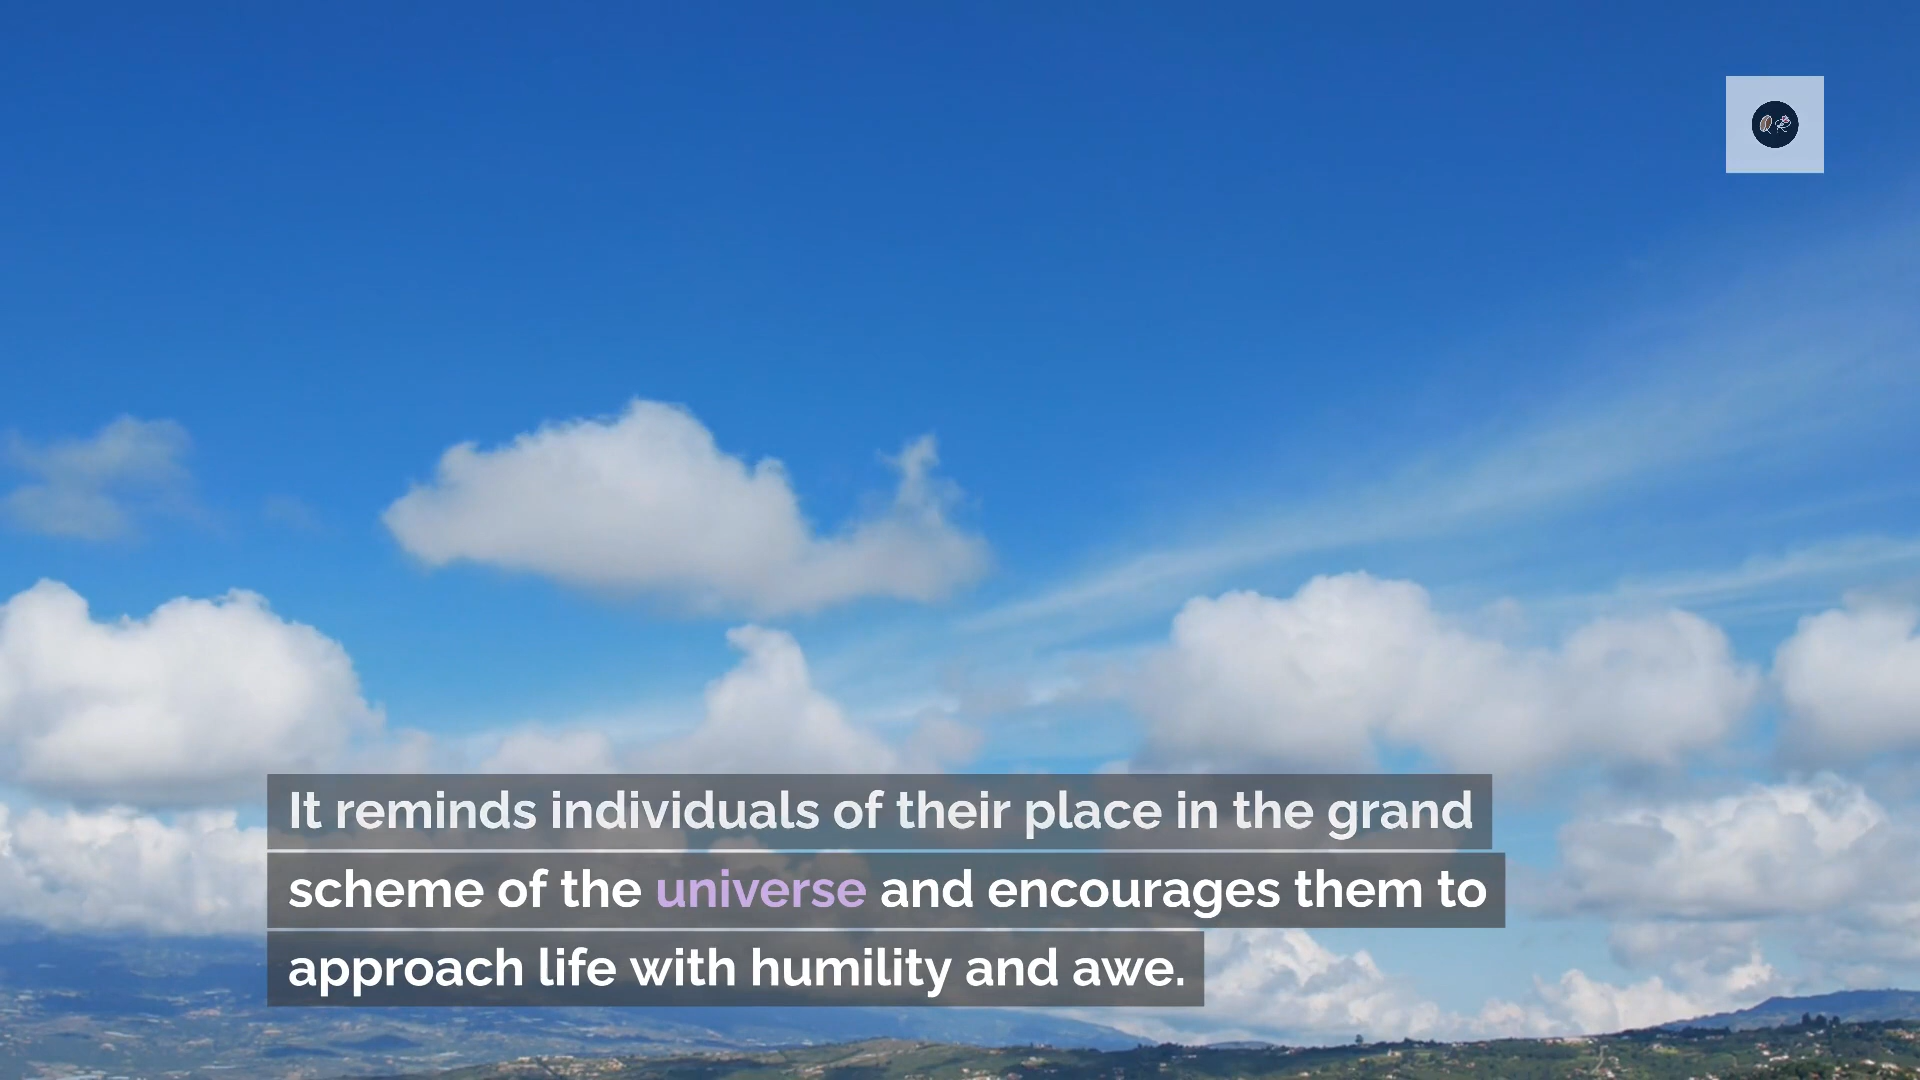 It reminds individuals of their place in the grand
scheme of the universe and encourages them to
approach life with humility and awe.